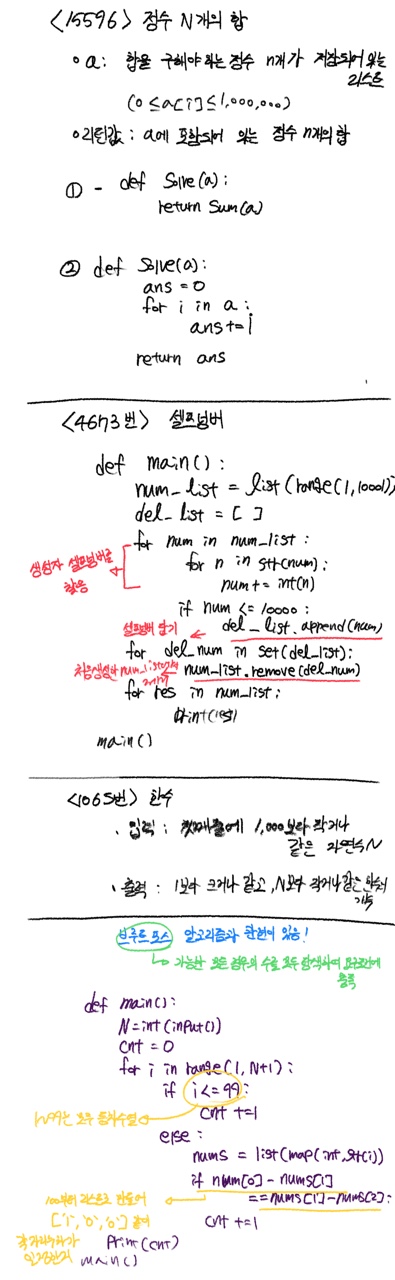 <15596> 정수 N개의 합
• a: 합을 구해야 하는 정수 n개가 저장되어 있는
리스트
(0 ≤ a[i] ≤ 1,000,000)
• 리턴값 : a에 포함되어 있는 정수 n개의 합
① - def Solve(a):
return sum(a)
② def Solve(a):
ans = 0
for i in a :
ans += i
return ans
<4673번> 셀프넘버
def main():
num_list = list(range(1, 10001))
del_list = [ ]
for num in num_list :
생성자 셀프넘버로
찾음
for n in str(num):
num += int(n)
if num <= 10000 :
셀프넘버 담기
del_list.append(num)
for del_num in set(del_list):
처음생성한 num_list에서
제거
num_list.remove(del_num)
for res in num_list :
print(res)
main()
<1065번> 한수
• 입력 : 첫째줄에 1,000보다 작거나
같은 자연수 N
• 출력 : 1보다 크거나 같고, N보다 작거나 같은 한수의
개수
브루트포스 알고리즘과 관련이 있음!
가능한 모든 경우의 수를 모두 탐색하며 요구조건에
충족
def main():
N = int(input())
cnt = 0
for i in range(1, N+1):
if i <= 99:
cnt += 1
1~99는 모두 등차수열
else :
nums = list(map(int, str(i))
if num[0] - nums[1]
== nums[1] - nums[2]:
100부터 리스트로 만들어
['1', '0', '0'] 같이
cnt += 1
각 자리수차가
일정한지
print(cnt)
main()